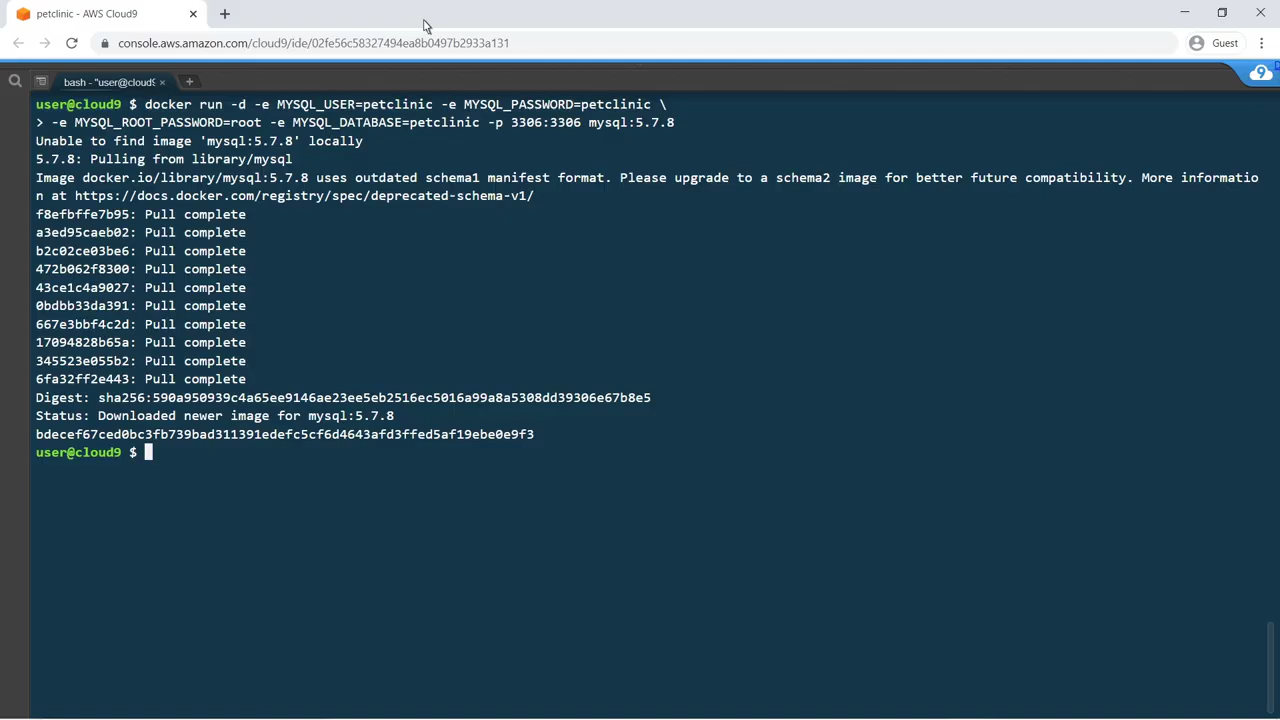 petclinic - AWS Cloud9
console.aws.amazon.com/cloud9/ide/02fe56c58327494ea8b0497b2933a131
Guest
bash - "user@cloud9
9
user@cloud9 $ docker run -d -e MYSQL_USER=petclinic -e MYSQL_PASSWORD=petclinic \
> -e MYSQL_ROOT_PASSWORD=root -e MYSQL_DATABASE=petclinic -p 3306:3306 mysql:5.7.8
Unable to find image 'mysql:5.7.8' locally
5.7.8: Pulling from library/mysql
Image docker.io/library/mysql:5.7.8 uses outdated schema1 manifest format. Please upgrade to a schema2 image for better future compatibility. More informatio
n at https://docs.docker.com/registry/spec/deprecated-schema-v1/
f8efbffe7b95: Pull complete
a3ed95caeb02: Pull complete
b2c02ce03be6: Pull complete
472b062f8300: Pull complete
43ce1c4a9027: Pull complete
0bdbb33da391: Pull complete
667e3bbf4c2d: Pull complete
17094828b65a: Pull complete
345523e055b2: Pull complete
6fa32ff2e443: Pull complete
Digest: sha256:590a950939c4a65ee9146ae23ee5eb2516ec5016a99a8a5308dd39306e67b8e5
Status: Downloaded newer image for mysql:5.7.8
bdecef67ced0bc3fb739bad311391edefc5cf6d4643afd3ffed5af19ebe0e9f3
user@cloud9 $